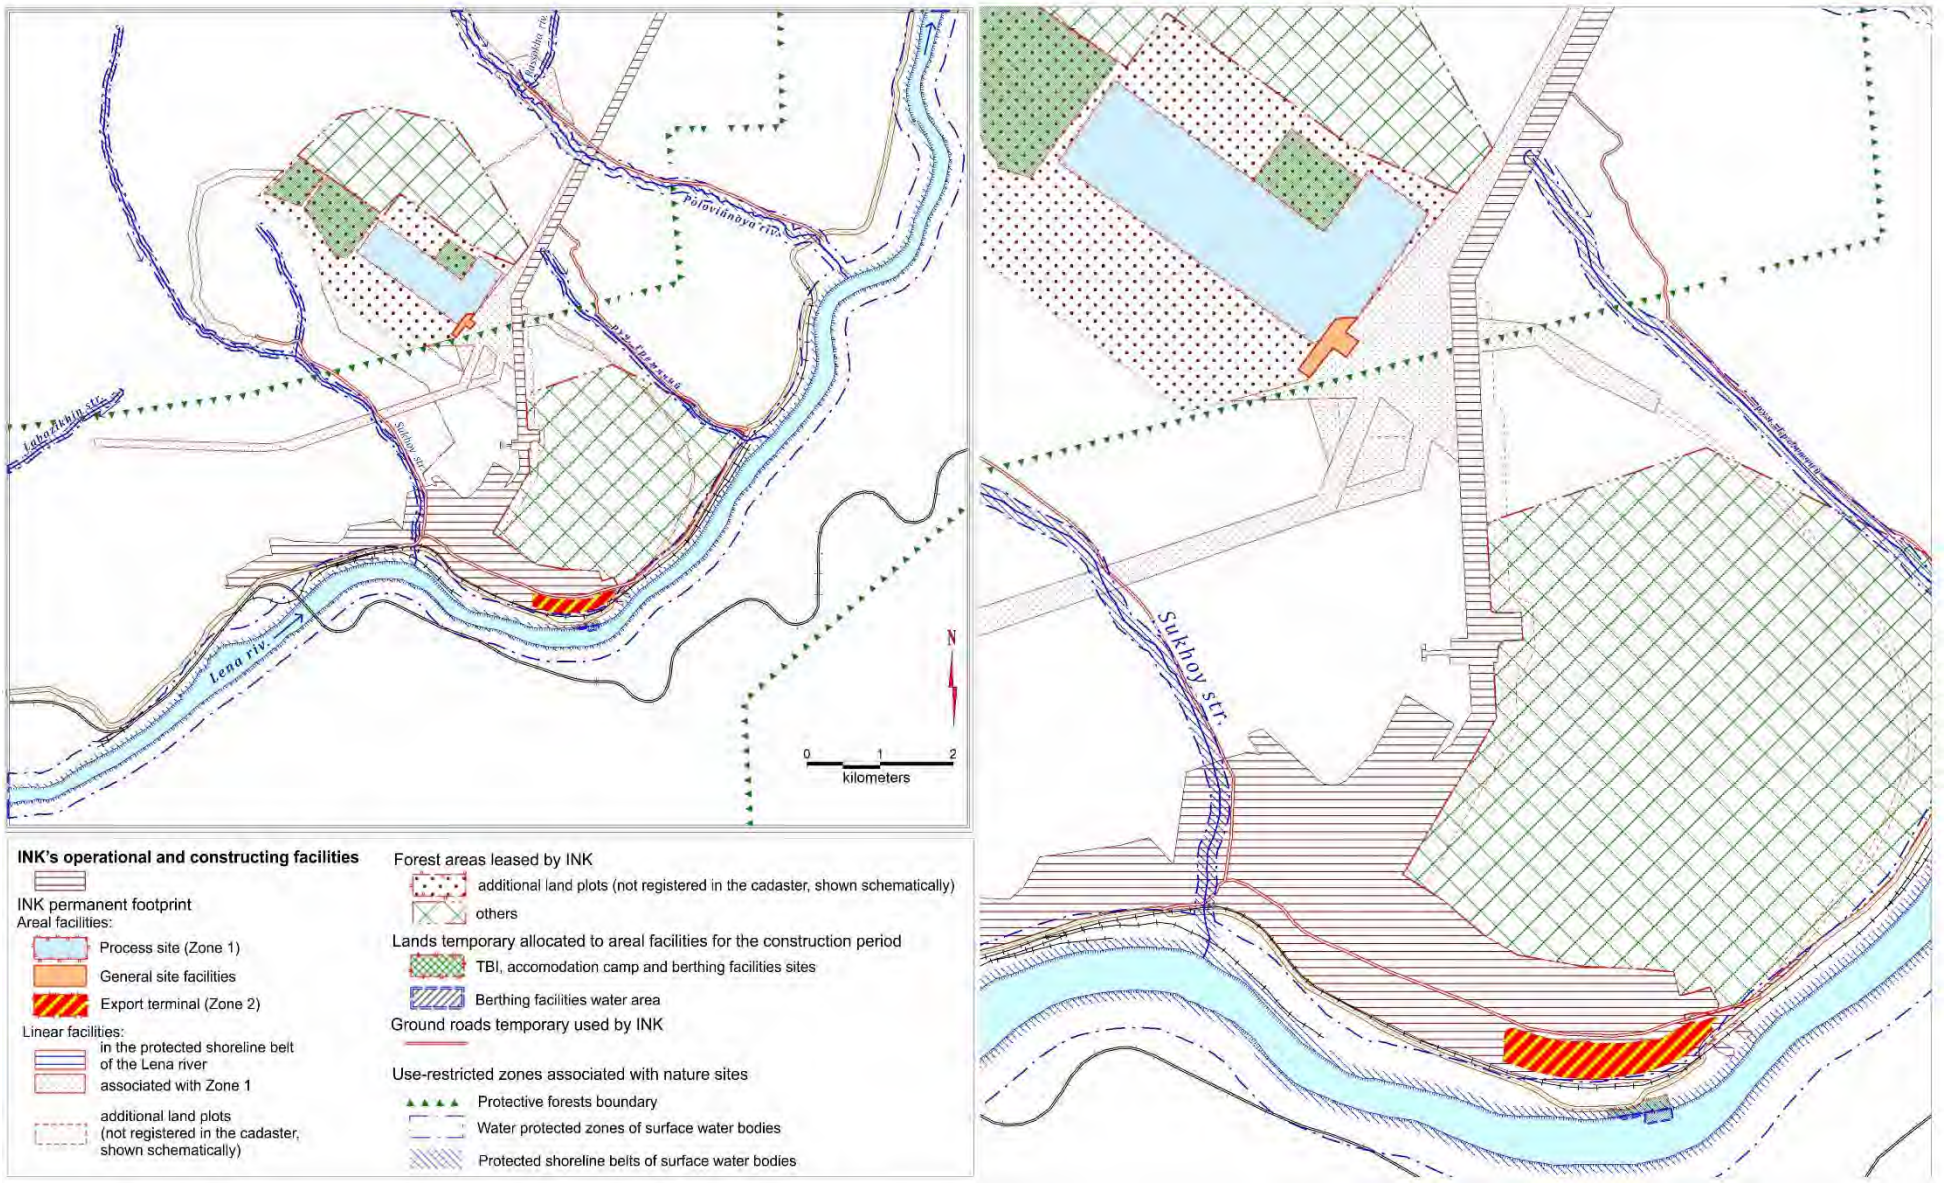 Rassokha riv.
Poloviannaya riv.
руч. Гремячий
Labazikhin str.
Sukhoy str.
Lena riv.
N
0 1 2
kilometers
Sukhoy str.
INK's operational and constructing facilities
INK permanent footprint
Areal facilities:
Process site (Zone 1)
General site facilities
Export terminal (Zone 2)
Linear facilities:
in the protected shoreline belt
of the Lena river
associated with Zone 1
additional land plots
(not registered in the cadaster,
shown schematically)
Forest areas leased by INK
additional land plots (not registered in the cadaster, shown schematically)
others
Lands temporary allocated to areal facilities for the construction period
TBI, accomodation camp and berthing facilities sites
Berthing facilities water area
Ground roads temporary used by INK
Use-restricted zones associated with nature sites
Protective forests boundary
Water protected zones of surface water bodies
Protected shoreline belts of surface water bodies